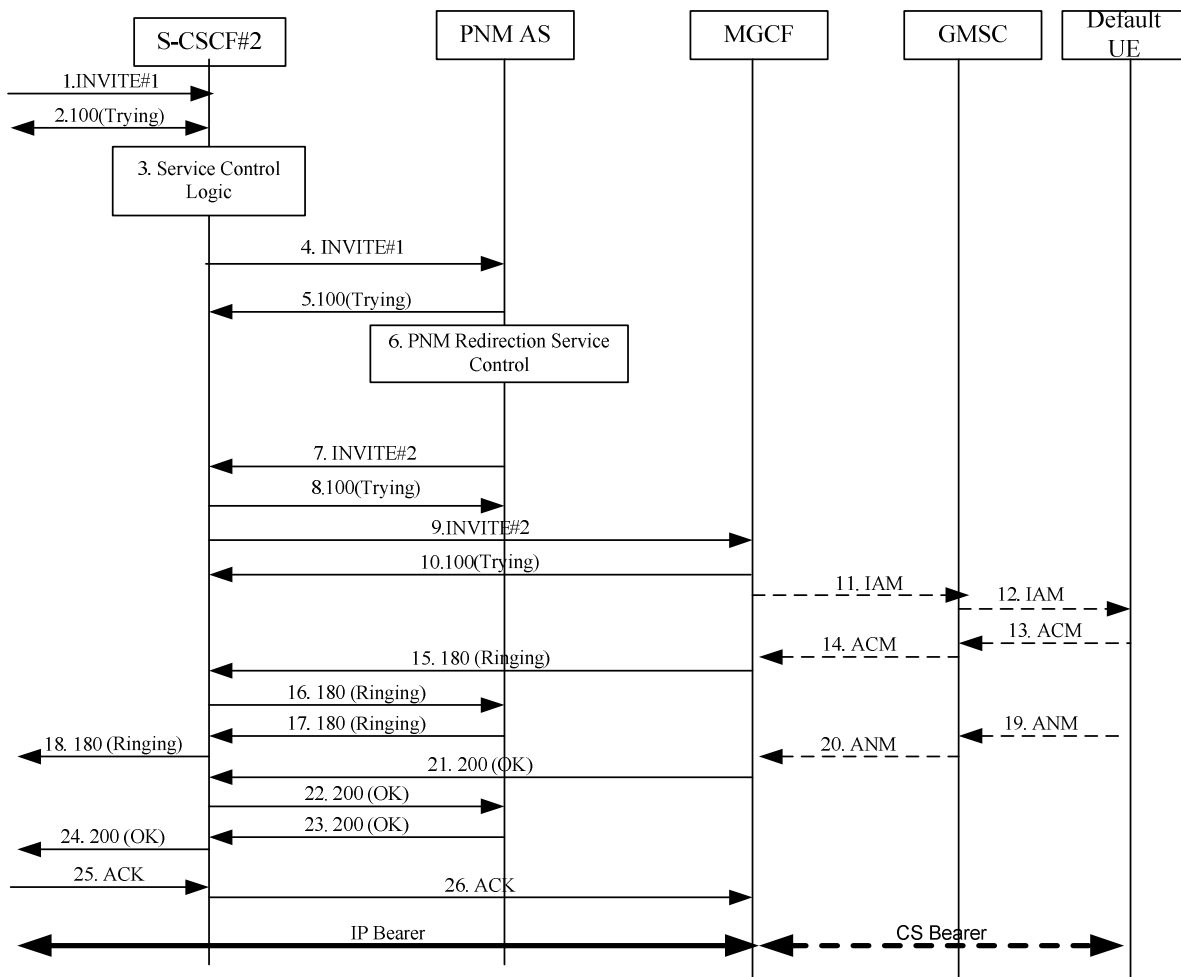 S-CSCF#2
PNM AS
MGCF
GMSC
Default
UE
1.INVITE#1
2.100(Trying)
3. Service Control
Logic
4. INVITE#1
5.100(Trying)
6. PNM Redirection Service
Control
7. INVITE#2
8.100(Trying)
9.INVITE#2
10.100(Trying)
11. IAM
12. IAM
13. ACM
14. ACM
15. 180 (Ringing)
16. 180 (Ringing)
17. 180 (Ringing)
18. 180 (Ringing)
19. ANM
20. ANM
21. 200 (OK)
22. 200 (OK)
23. 200 (OK)
24. 200 (OK)
25. ACK
26. ACK
IP Bearer
CS Bearer